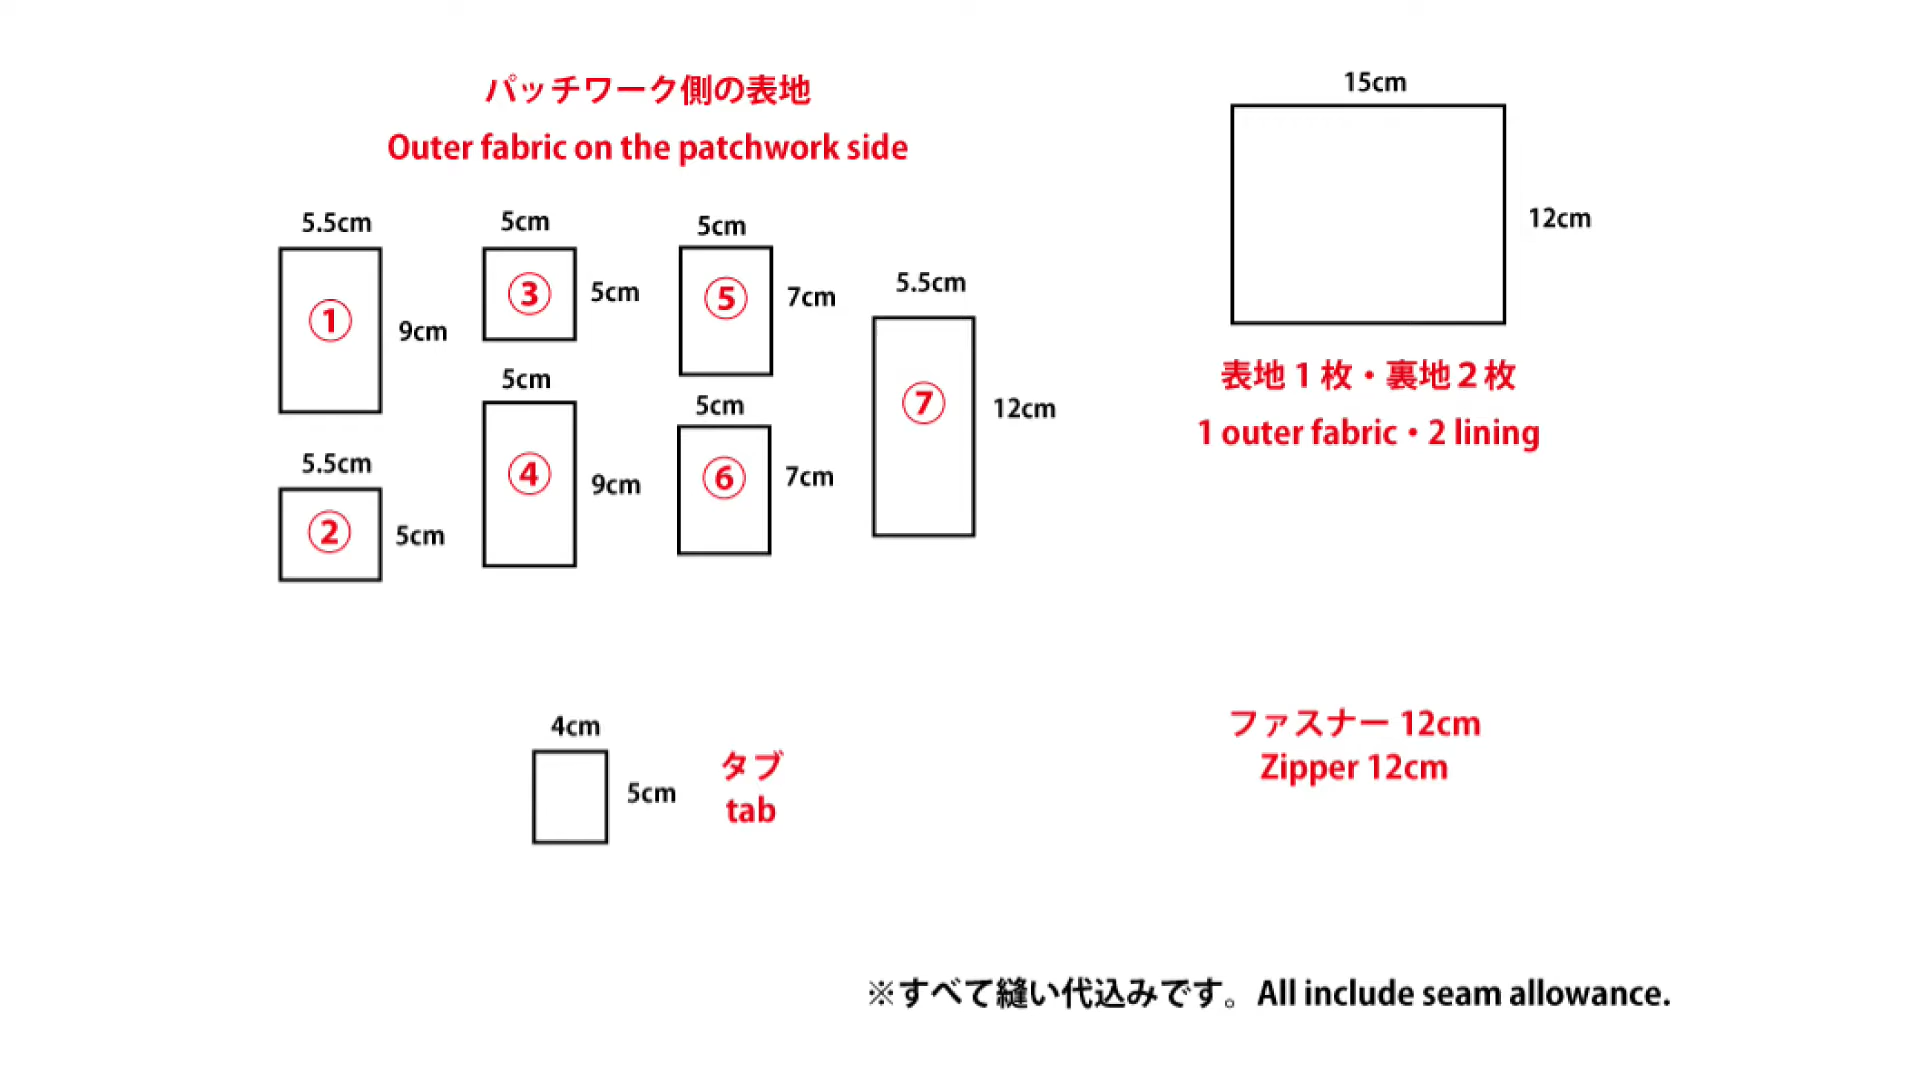 パッチワーク側の表地
Outer fabric on the patchwork side
5.5cm
①
9cm
5.5cm
②
5cm
5cm
③
5cm
5cm
④
9cm
5cm
⑤
7cm
5cm
⑥
7cm
5.5cm
⑦
12cm
15cm
12cm
表地1枚・裏地2枚
1 outer fabric・2 lining
4cm
5cm
タブ
tab
ファスナー 12cm
Zipper 12cm
※すべて縫い代込みです。All include seam allowance.